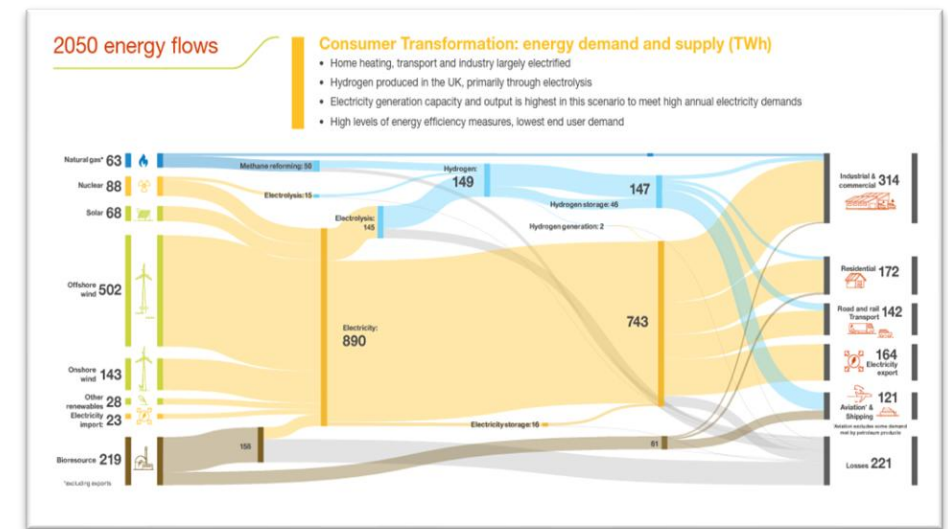 2050 energy flows
Consumer Transformation: energy demand and supply (TWh)
• Home heating, transport and industry largely electrified
• Hydrogen produced in the UK, primarily through electrolysis
• Electricity generation capacity and output is highest in this scenario to meet high annual electricity demands
• High levels of energy efficiency measures, lowest end user demand
Natural gas* 63
Nuclear 88
Solar 68
Offshore
wind 502
Onshore
wind 143
Other
renewables 28
Electricity
import 23
Bioresource 219
*excluding exports
Methane reforming: 50
Electrolysis: 15
Electrolysis:
145
Hydrogen:
149
147
Hydrogen storage: 46
Hydrogen generation: 2
Electricity:
890
743
Electricity storage: 16
61
Industrial &
commercial 314
Residential 172
Road and rail
Transport 142
164
Electricity
export
121
Aviation* &
Shipping
*Aviation excludes some demand
met by petroleum products
Losses 221